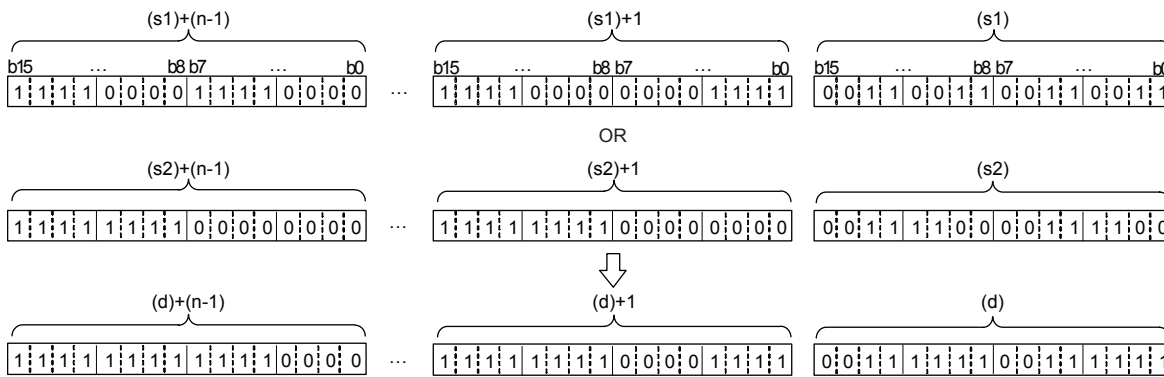 (s1)+(n-1) (s1)+1 (s1)
b15 ... b8 b7 ... b0 b15 ... b8 b7 ... b0 b15 ... b8 b7 ... b0
1 1 1 1 0 0 0 0 1 1 1 1 0 0 0 0 ... 1 1 1 1 0 0 0 0 0 0 0 0 1 1 1 1 0 0 1 1 0 0 1 1 0 0 1 1 0 0 1 1
OR
(s2)+(n-1) (s2)+1 (s2)
1 1 1 1 1 1 1 1 0 0 0 0 0 0 0 0 ... 1 1 1 1 1 1 1 1 0 0 0 0 0 0 0 0 0 0 1 1 1 1 0 0 0 0 1 1 1 1 0 0
(d)+(n-1) (d)+1 (d)
1 1 1 1 1 1 1 1 1 1 1 1 0 0 0 0 ... 1 1 1 1 1 1 1 1 0 0 0 0 1 1 1 1 0 0 1 1 1 1 1 1 0 0 1 1 1 1 1 1